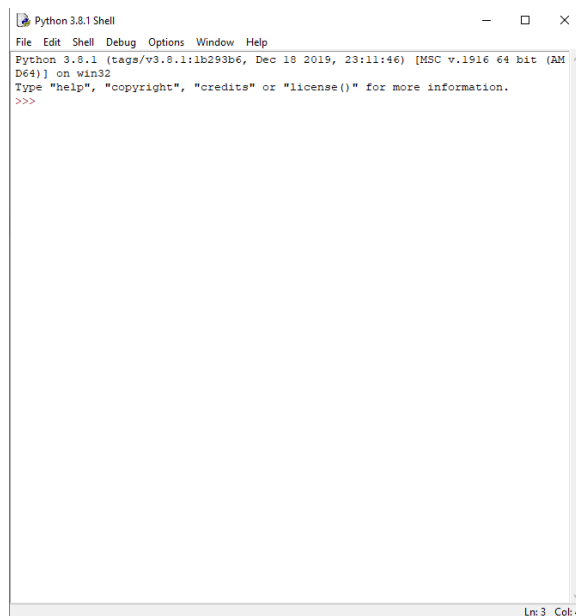 Python 3.8.1 Shell
File Edit Shell Debug Options Window Help
Python 3.8.1 (tags/v3.8.1:1b293b6, Dec 18 2019, 23:11:46) [MSC v.1916 64 bit (AM
D64)] on win32
Type "help", "copyright", "credits" or "license()" for more information.
>>>
Ln: 3 Col: